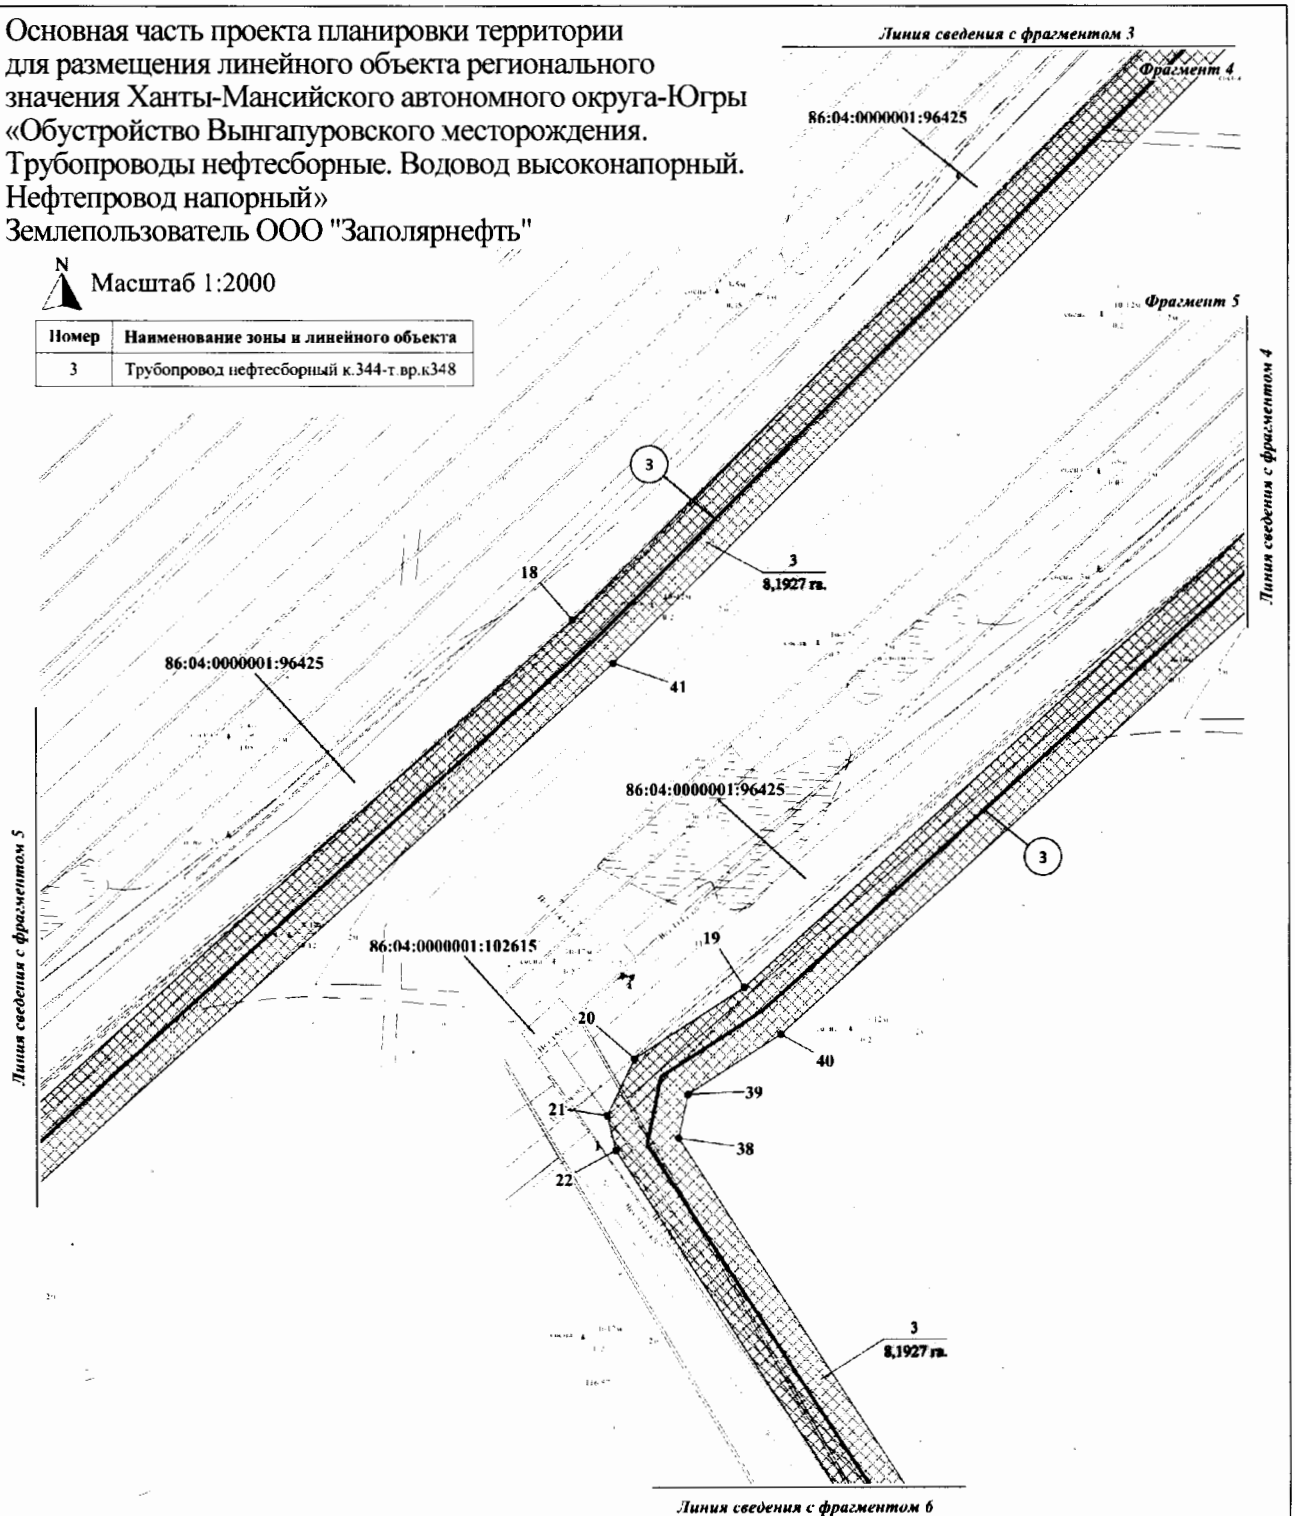 Основная часть проекта планировки территории
для размещения линейного объекта регионального
значения Ханты-Мансийского автономного округа-Югры
«Обустройство Вынгапуровского месторождения.
Трубопроводы нефтесборные. Водовод высоконапорный.
Нефтепровод напорный»
Землепользователь ООО "Заполярнефть"
N
Масштаб 1:2000
Номер Наименование зоны и линейного объекта
3 Трубопровод нефтесборный к.344-т.вр.к348
Линия сведения с фрагментом 3
Фрагмент 4
86:04:0000001:96425
Фрагмент 5
Линия сведения с фрагментом 4
3
3
8,1927 га.
18
41
86:04:0000001:96425
Линия сведения с фрагментом 5
86:04:0000001:96425
3
86:04:0000001:102615
19
20
40
39
21
38
22
3
8,1927 га.
Линия сведения с фрагментом 6